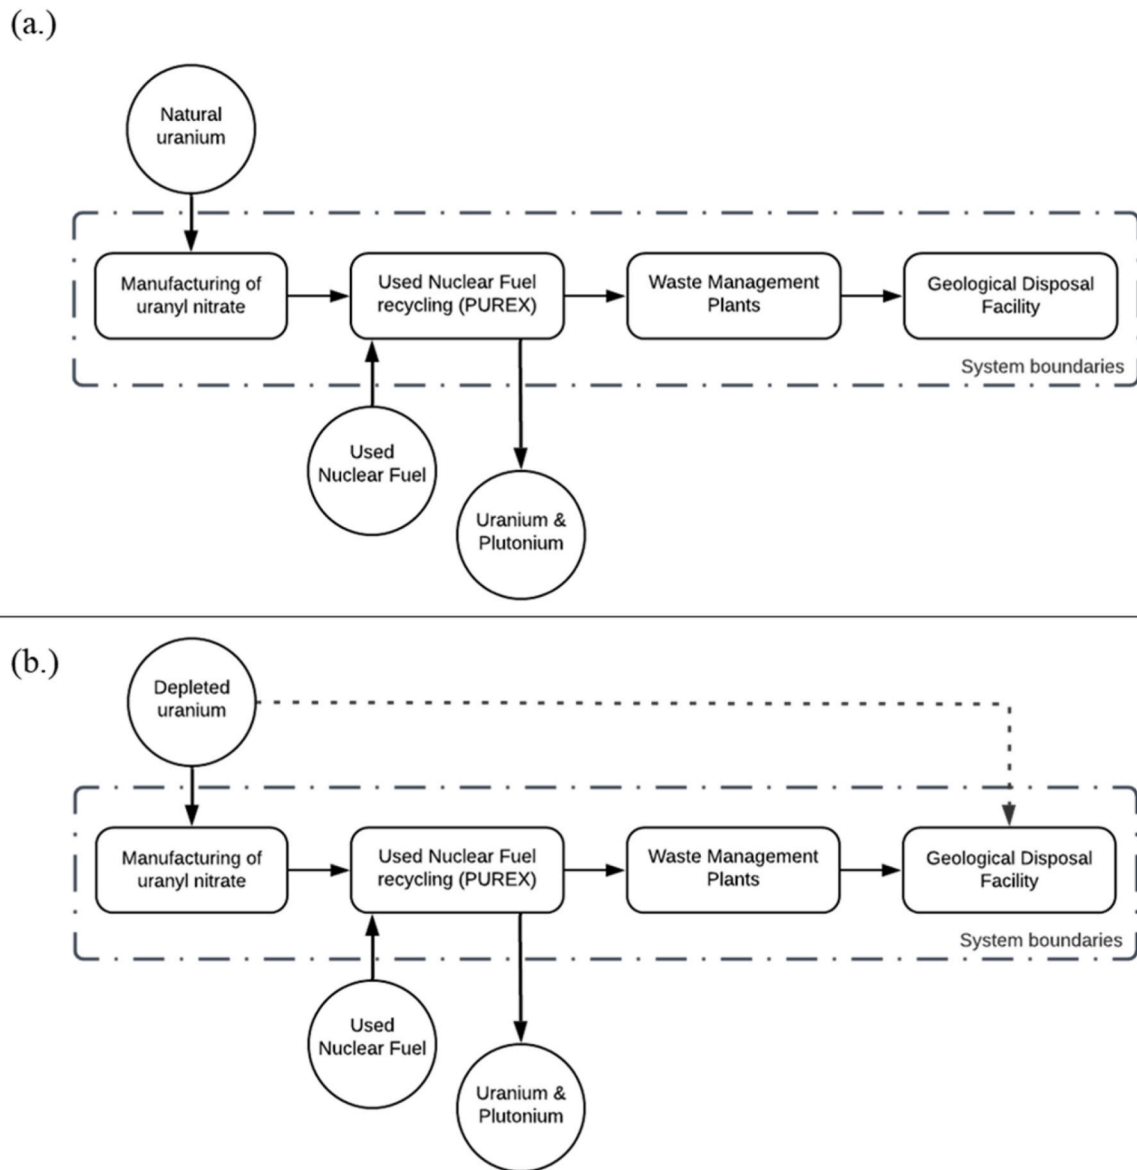 (a.)
Natural
uranium
Manufacturing of
uranyl nitrate
Used Nuclear Fuel
recycling (PUREX)
Waste Management
Plants
Geological Disposal
Facility
System boundaries
Used
Nuclear Fuel
Uranium &
Plutonium
(b.)
Depleted
uranium
Manufacturing of
uranyl nitrate
Used Nuclear Fuel
recycling (PUREX)
Waste Management
Plants
Geological Disposal
Facility
System boundaries
Used
Nuclear Fuel
Uranium &
Plutonium